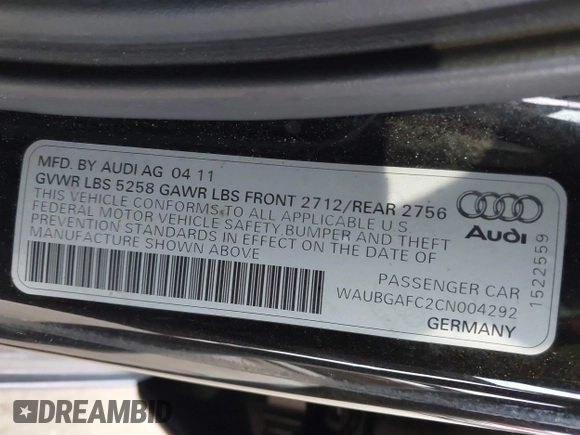 MFD. BY AUDI AG 04 11
GVWR LBS 5258 GAWR LBS FRONT 2712/REAR 2756
THIS VEHICLE CONFORMS TO ALL APPLICABLE U S
FEDERAL MOTOR VEHICLE SAFETY,BUMPER AND THEFT
PREVENTION STANDARDS IN EFFECT ON THE DATE OF
MANUFACTURE SHOWN ABOVE
Audi
1522559
PASSENGER CAR
WAUBGAFC2CN004292
GERMANY
DREAMBID